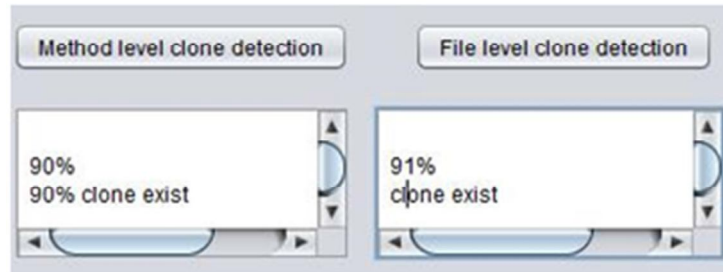 Method level clone detection
File level clone detection
90%
90% clone exist
91%
clone exist